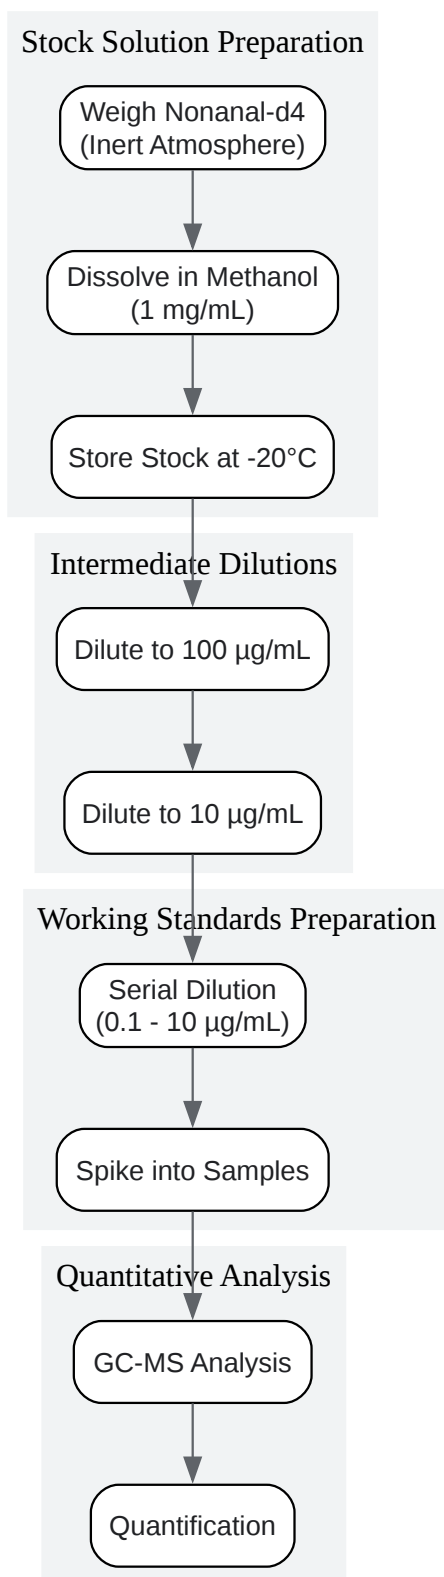 Stock Solution Preparation
Weigh Nonanal-d4
(Inert Atmosphere)
Dissolve in Methanol
(1 mg/mL)
Store Stock at -20°C
Intermediate Dilutions
Dilute to 100 µg/mL
Dilute to 10 µg/mL
Working Standards Preparation
Serial Dilution
(0.1 - 10 µg/mL)
Spike into Samples
Quantitative Analysis
GC-MS Analysis
Quantification